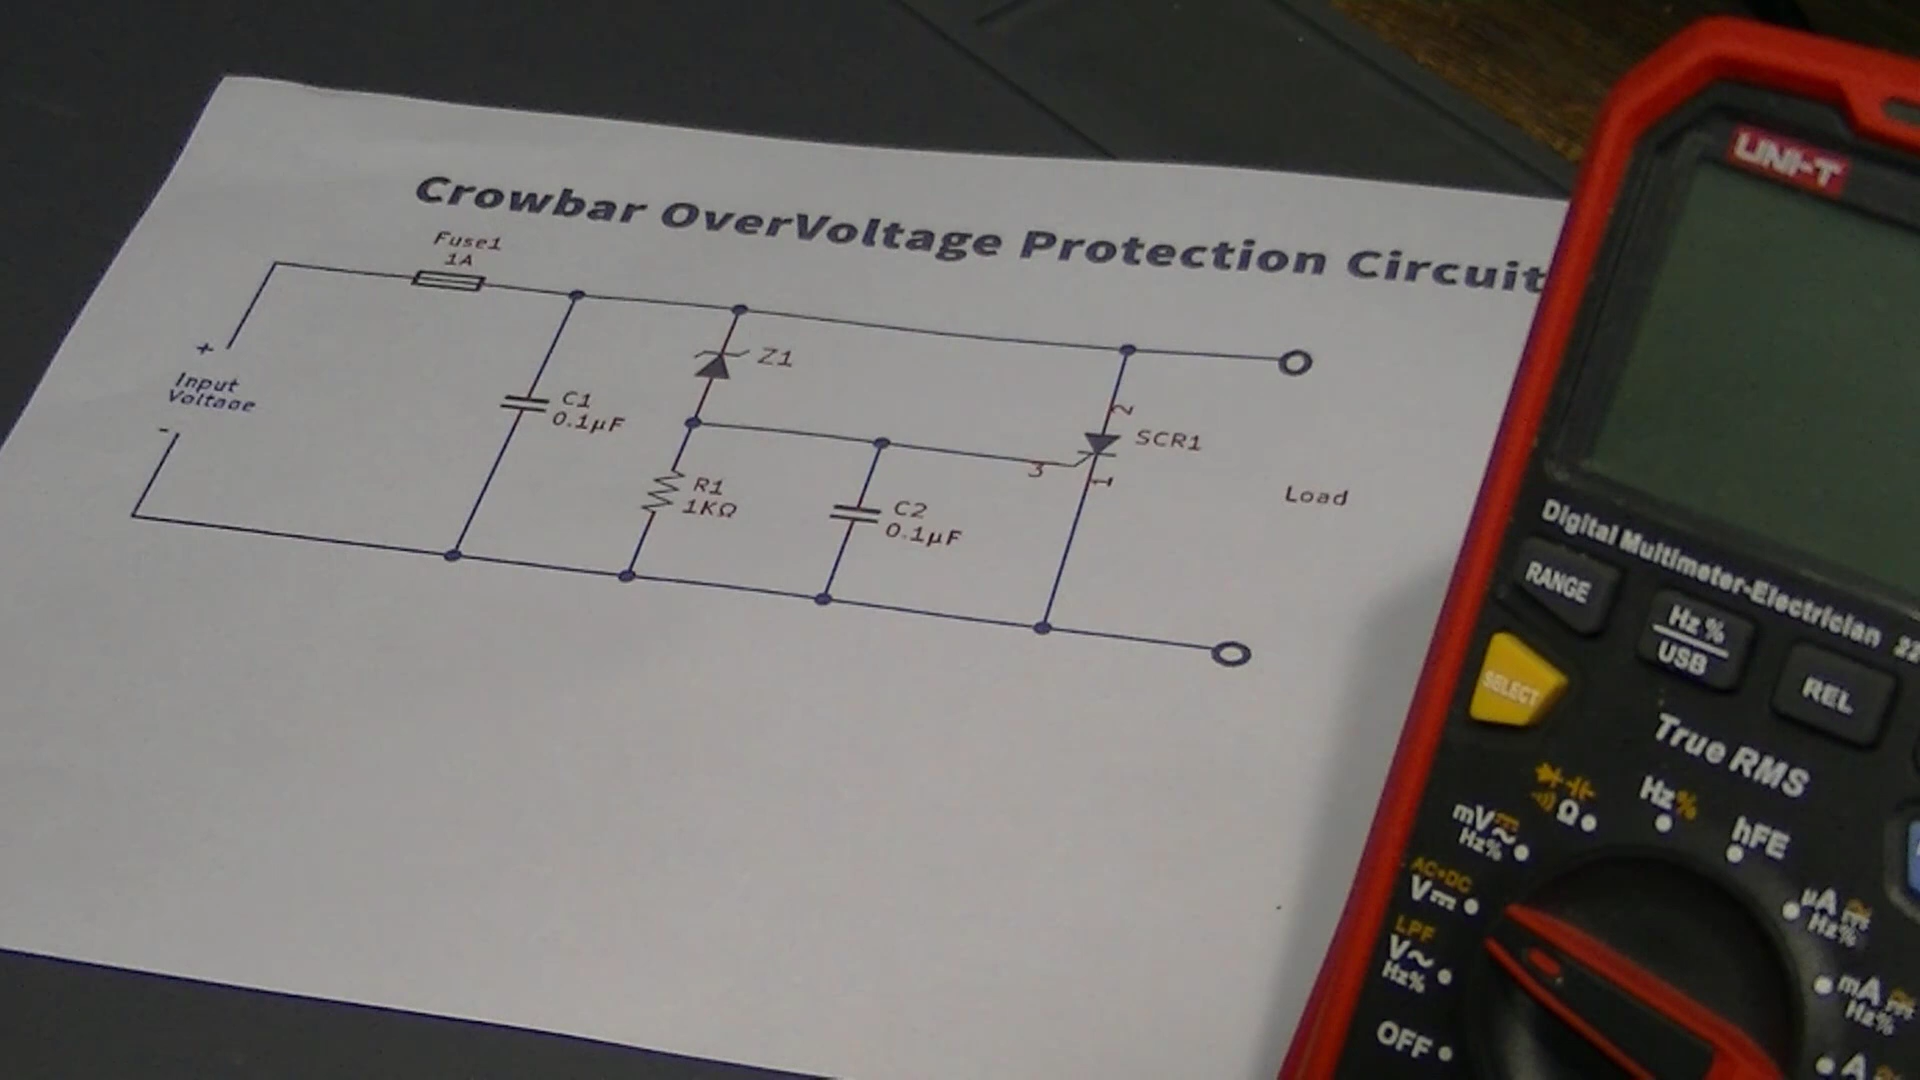 Crowbar OverVoltage Protection Circuit
Fuse1
1A
+
Input
Voltage
-
C1
0.1µF
Z1
R1
1KΩ
C2
0.1µF
2
SCR1
3
1
Load
UNI-T
Digital Multimeter-Electrician 22
RANGE
Hz %
USB
REL
SELECT
True RMS
mV
Hz%
Ω
Hz%
hFE
AC+DC
V
LPF
V~
Hz%
OFF
µA
Hz%
mA
Hz%
A